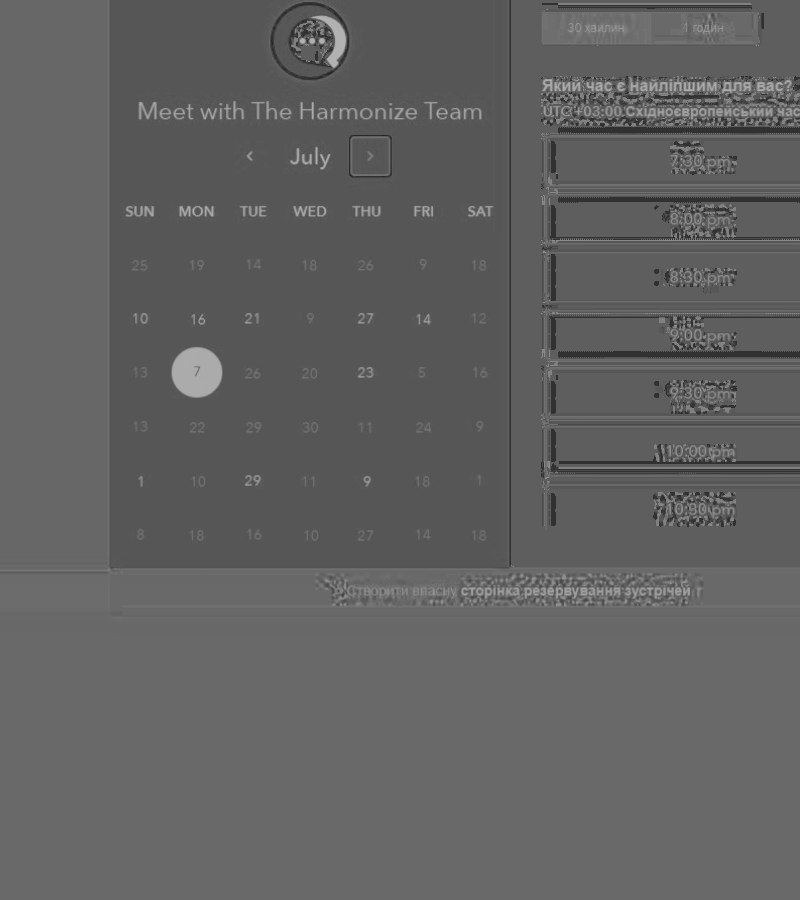 Meet with The Harmonize Team
July
SUN MON TUE WED THU FRI SAT
25 19 14 18 26 9 18
10 16 21 9 27 14 12
13 7 26 20 23 5 16
13 22 29 30 11 24 9
1 10 29 11 9 18 1
8 18 16 10 27 14 18
30 хвилин 1 годин
Який час є найліпшим для вас?
UTC +03:00 Східноєвропейський час
7:30 pm
8:00 pm
8:30 pm
9:00 pm
9:30 pm
10:00 pm
10:30 pm
Створити власну сторінка резервування зустрічей